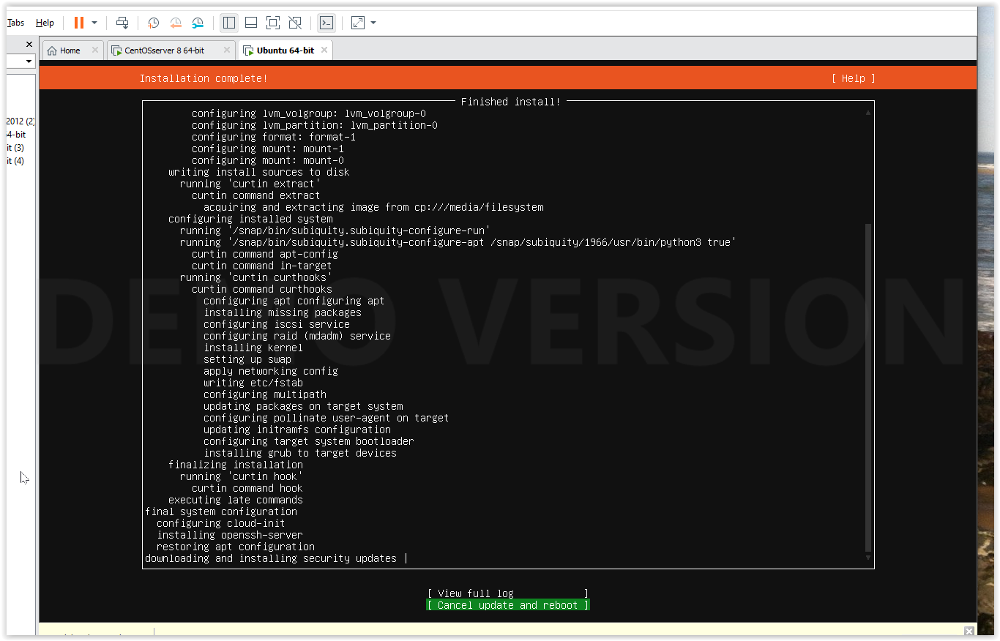 Tabs Help
Home
CentOSserver 8 64-bit
Ubuntu 64-bit
2012 (2)
4-bit
it (3)
it (4)
Installation complete!
[ Help ]
Finished install!
configuring lvm_volgroup: lvm_volgroup-0
configuring lvm_partition: lvm_partition-0
configuring format: format-1
configuring mount: mount-1
configuring mount: mount-0
writing install sources to disk
running 'curtin extract'
curtin command extract
acquiring and extracting image from cp:///media/filesystem
configuring installed system
running '/snap/bin/subiquity.subiquity-configure-run'
running '/snap/bin/subiquity.subiquity-configure-apt /snap/subiquity/1966/usr/bin/python3 true'
curtin command apt-config
curtin command in-target
running 'curtin curthooks'
curtin command curthooks
configuring apt configuring apt
installing missing packages
configuring iscsi service
configuring raid (mdadm) service
installing kernel
setting up swap
apply networking config
writing etc/fstab
configuring multipath
updating packages on target system
configuring pollinate user-agent on target
updating initramfs configuration
configuring target system bootloader
installing grub to target devices
finalizing installation
running 'curtin hook'
curtin command hook
executing late commands
final system configuration
configuring cloud-init
installing openssh-server
restoring apt configuration
downloading and installing security updates |
[ View full log ]
[ Cancel update and reboot ]
DEMO VERSION